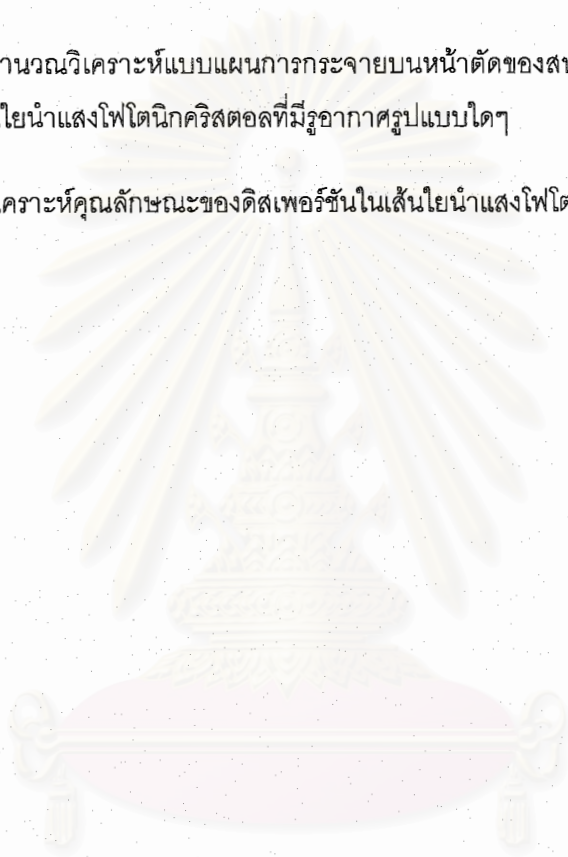 านวณวิเคราะห์แบบแผนการกระจายบนหน้าตัดของสน
ใยนำแสงโฟโตนิกคริสตอลที่มีรูอากาศรูปแบบใดๆ
เคราะห์คุณลักษณะของดิสเพอร์ชันในเส้นใยนำแสงโฟโต